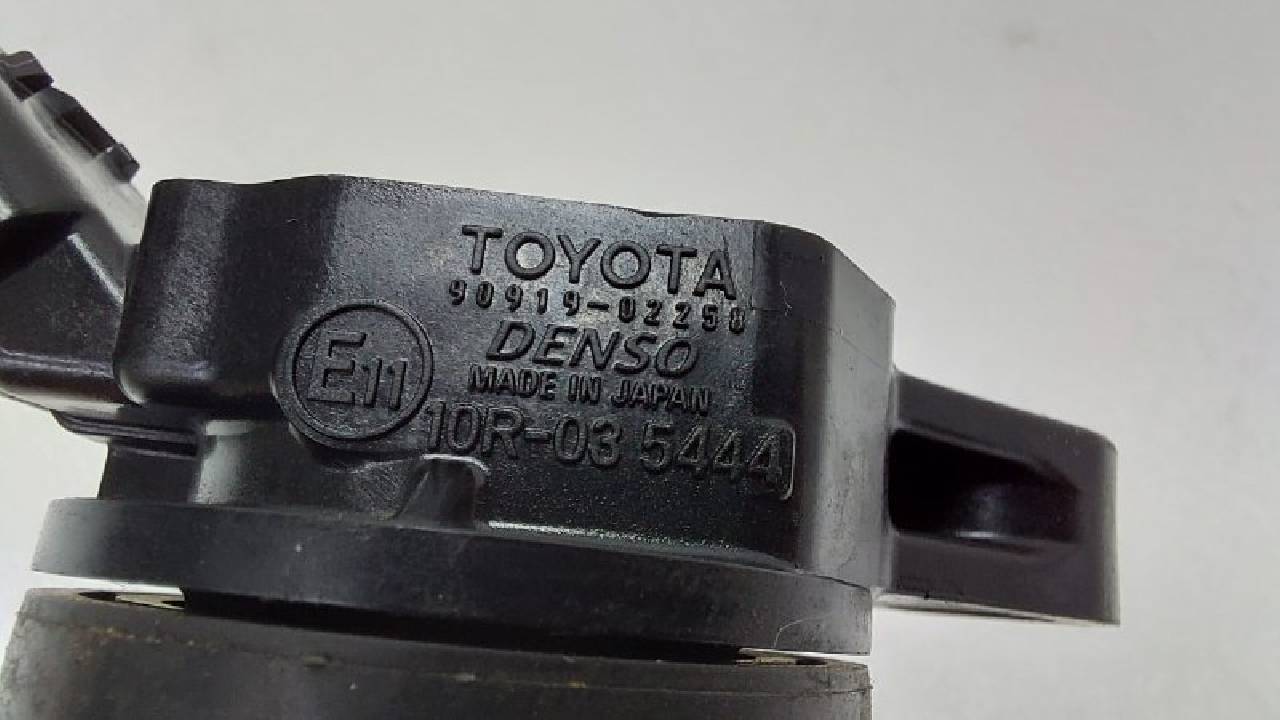 TOYOTA
90919-02258
DENSO
E11
MADE IN JAPAN
10R-03 5444